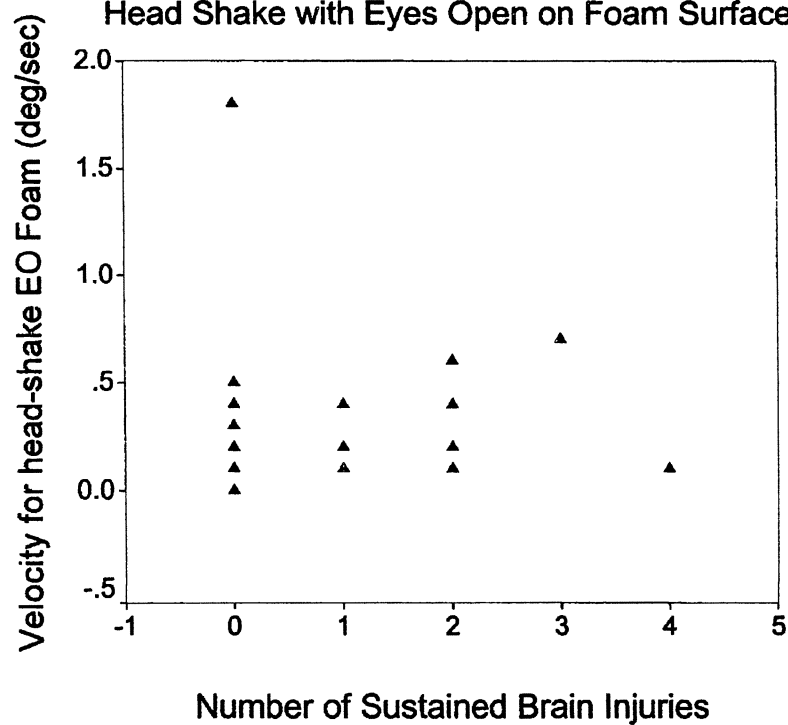 Head Shake with Eyes Open on Foam Surface
Velocity for head-shake EO Foam (deg/sec)
2.0
1.5
1.0
.5
0.0
-.5
-1 0 1 2 3 4 5
Number of Sustained Brain Injuries